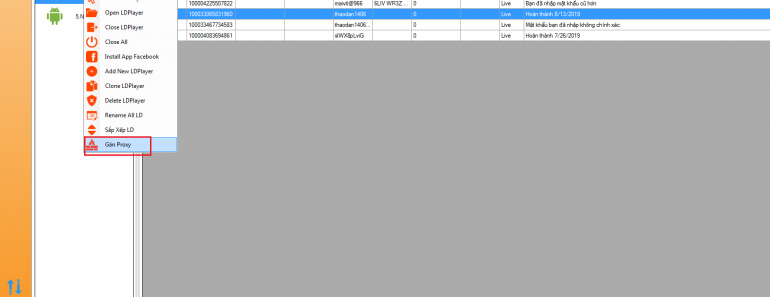 100004225507822 maivti@966 6LIV WR3Z ... 0 Live Bạn đã nhập mật khẩu cũ hơn
Open LDPlayer
5.N 100033065831960 thaodan1406 0 Live Hoàn thành 8/13/2019
Close LDPlayer 100033467734583 thaodan1406... 0 Live Mật khẩu bạn đã nhập không chính xác.
Close All 100004083694861 0 Live Hoàn thành 7/26/2019
Install App Facebook
Add New LDPlayer
Clone LDPlayer
Delete LDPlayer
Rename All LD
Sắp Xếp LD
Gán Proxy